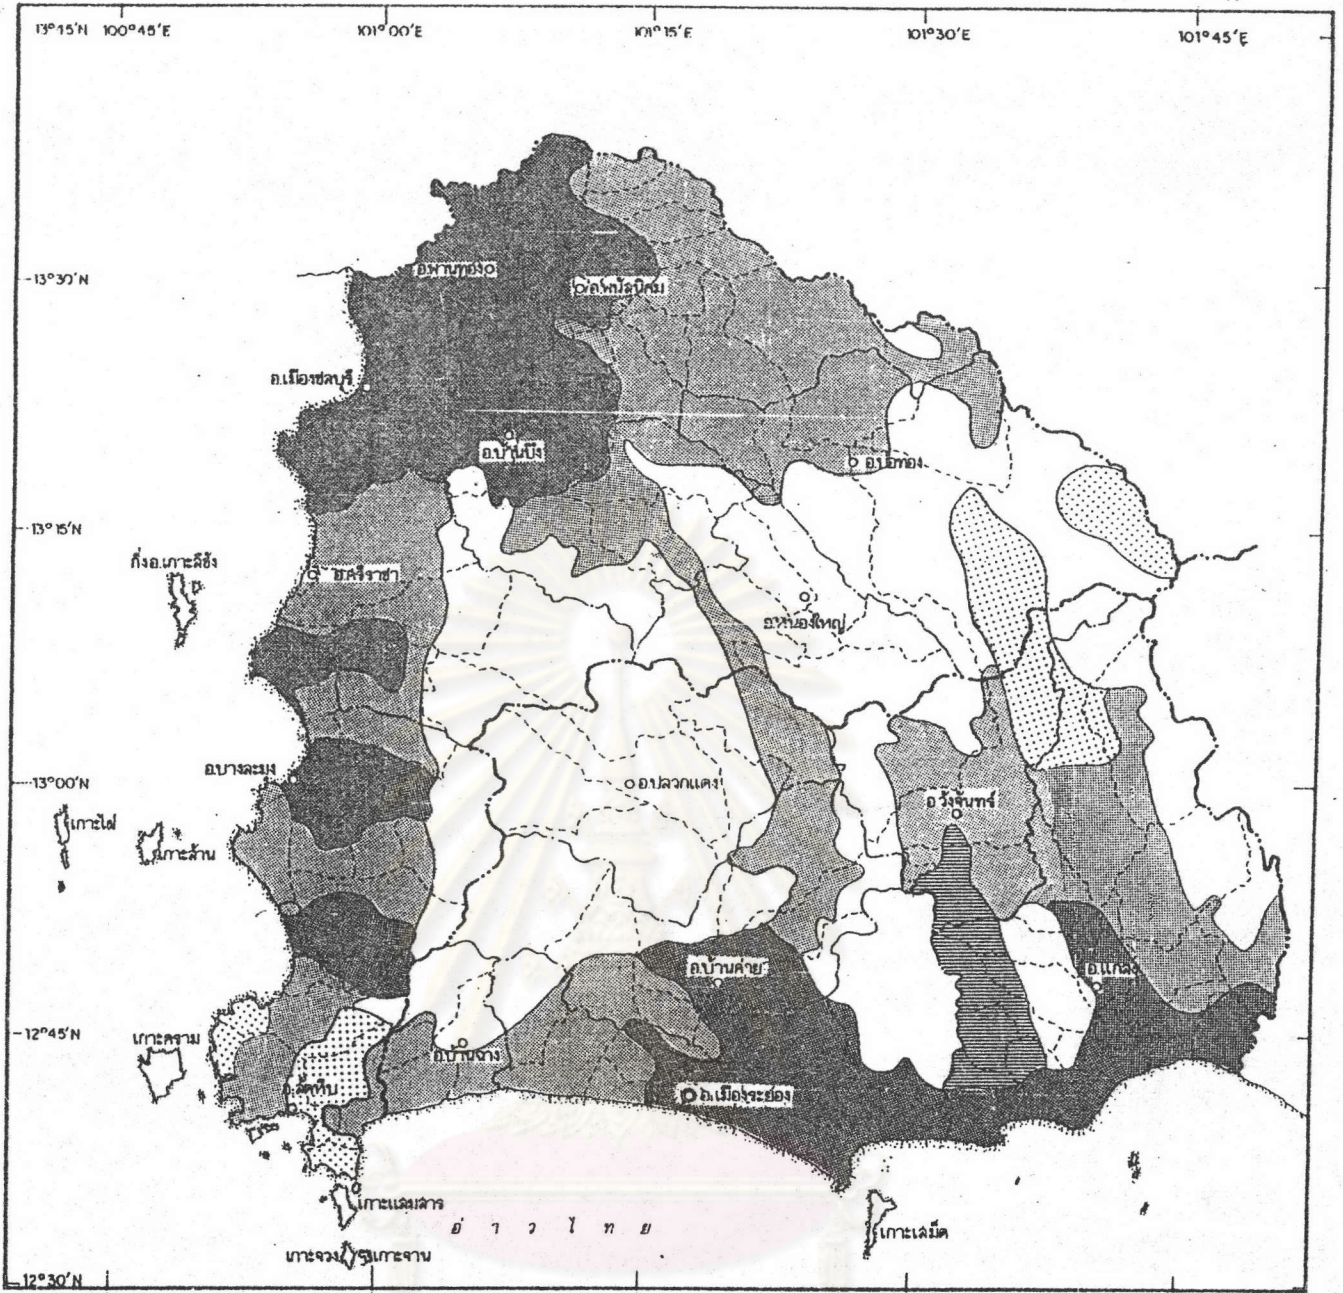 13°15′N 100°45′E 101°00′E 101°15′E 101°30′E 101°45′E
13°30′N
อ.พานทอง
อ.พนัสนิคม
อ.เมืองชลบุรี
อ.บ้านบึง
อ.บ่อทอง
13°15′N
กิ่งอ.เกาะสีชัง
อ.ศรีราชา
อ.หนองใหญ่
อ.บางละมุง
13°00′N
อ.ปลวกแดง
อ.วังจันทร์
เกาะไผ่
เกาะล้าน
อ.บ้านค่าย
อ.แกลง
12°45′N
เกาะคราม
อ.บ้านฉาง
อ.สัตหีบ
อ.เมืองระยอง
เกาะแสมสาร
อ่าวไทย
เกาะเสม็ด
เกาะจวง
เกาะจาน
12°30′N